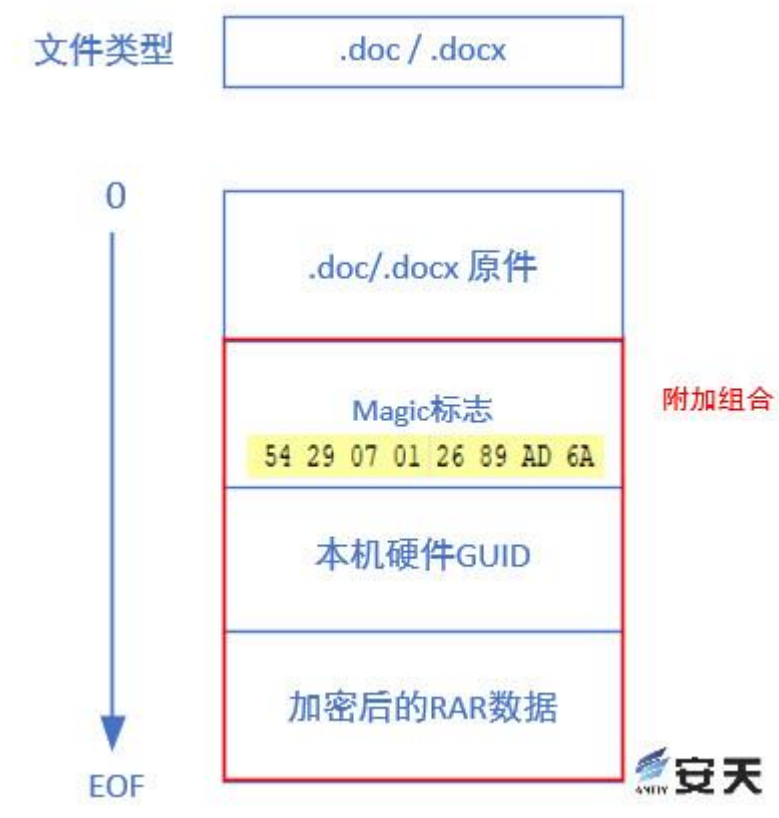 文件类型
.doc / .docx
0
.doc/.docx 原件
Magic标志
附加组合
54 29 07 01 26 89 AD 6A
本机硬件GUID
加密后的RAR数据
EOF
ANTIY 安天